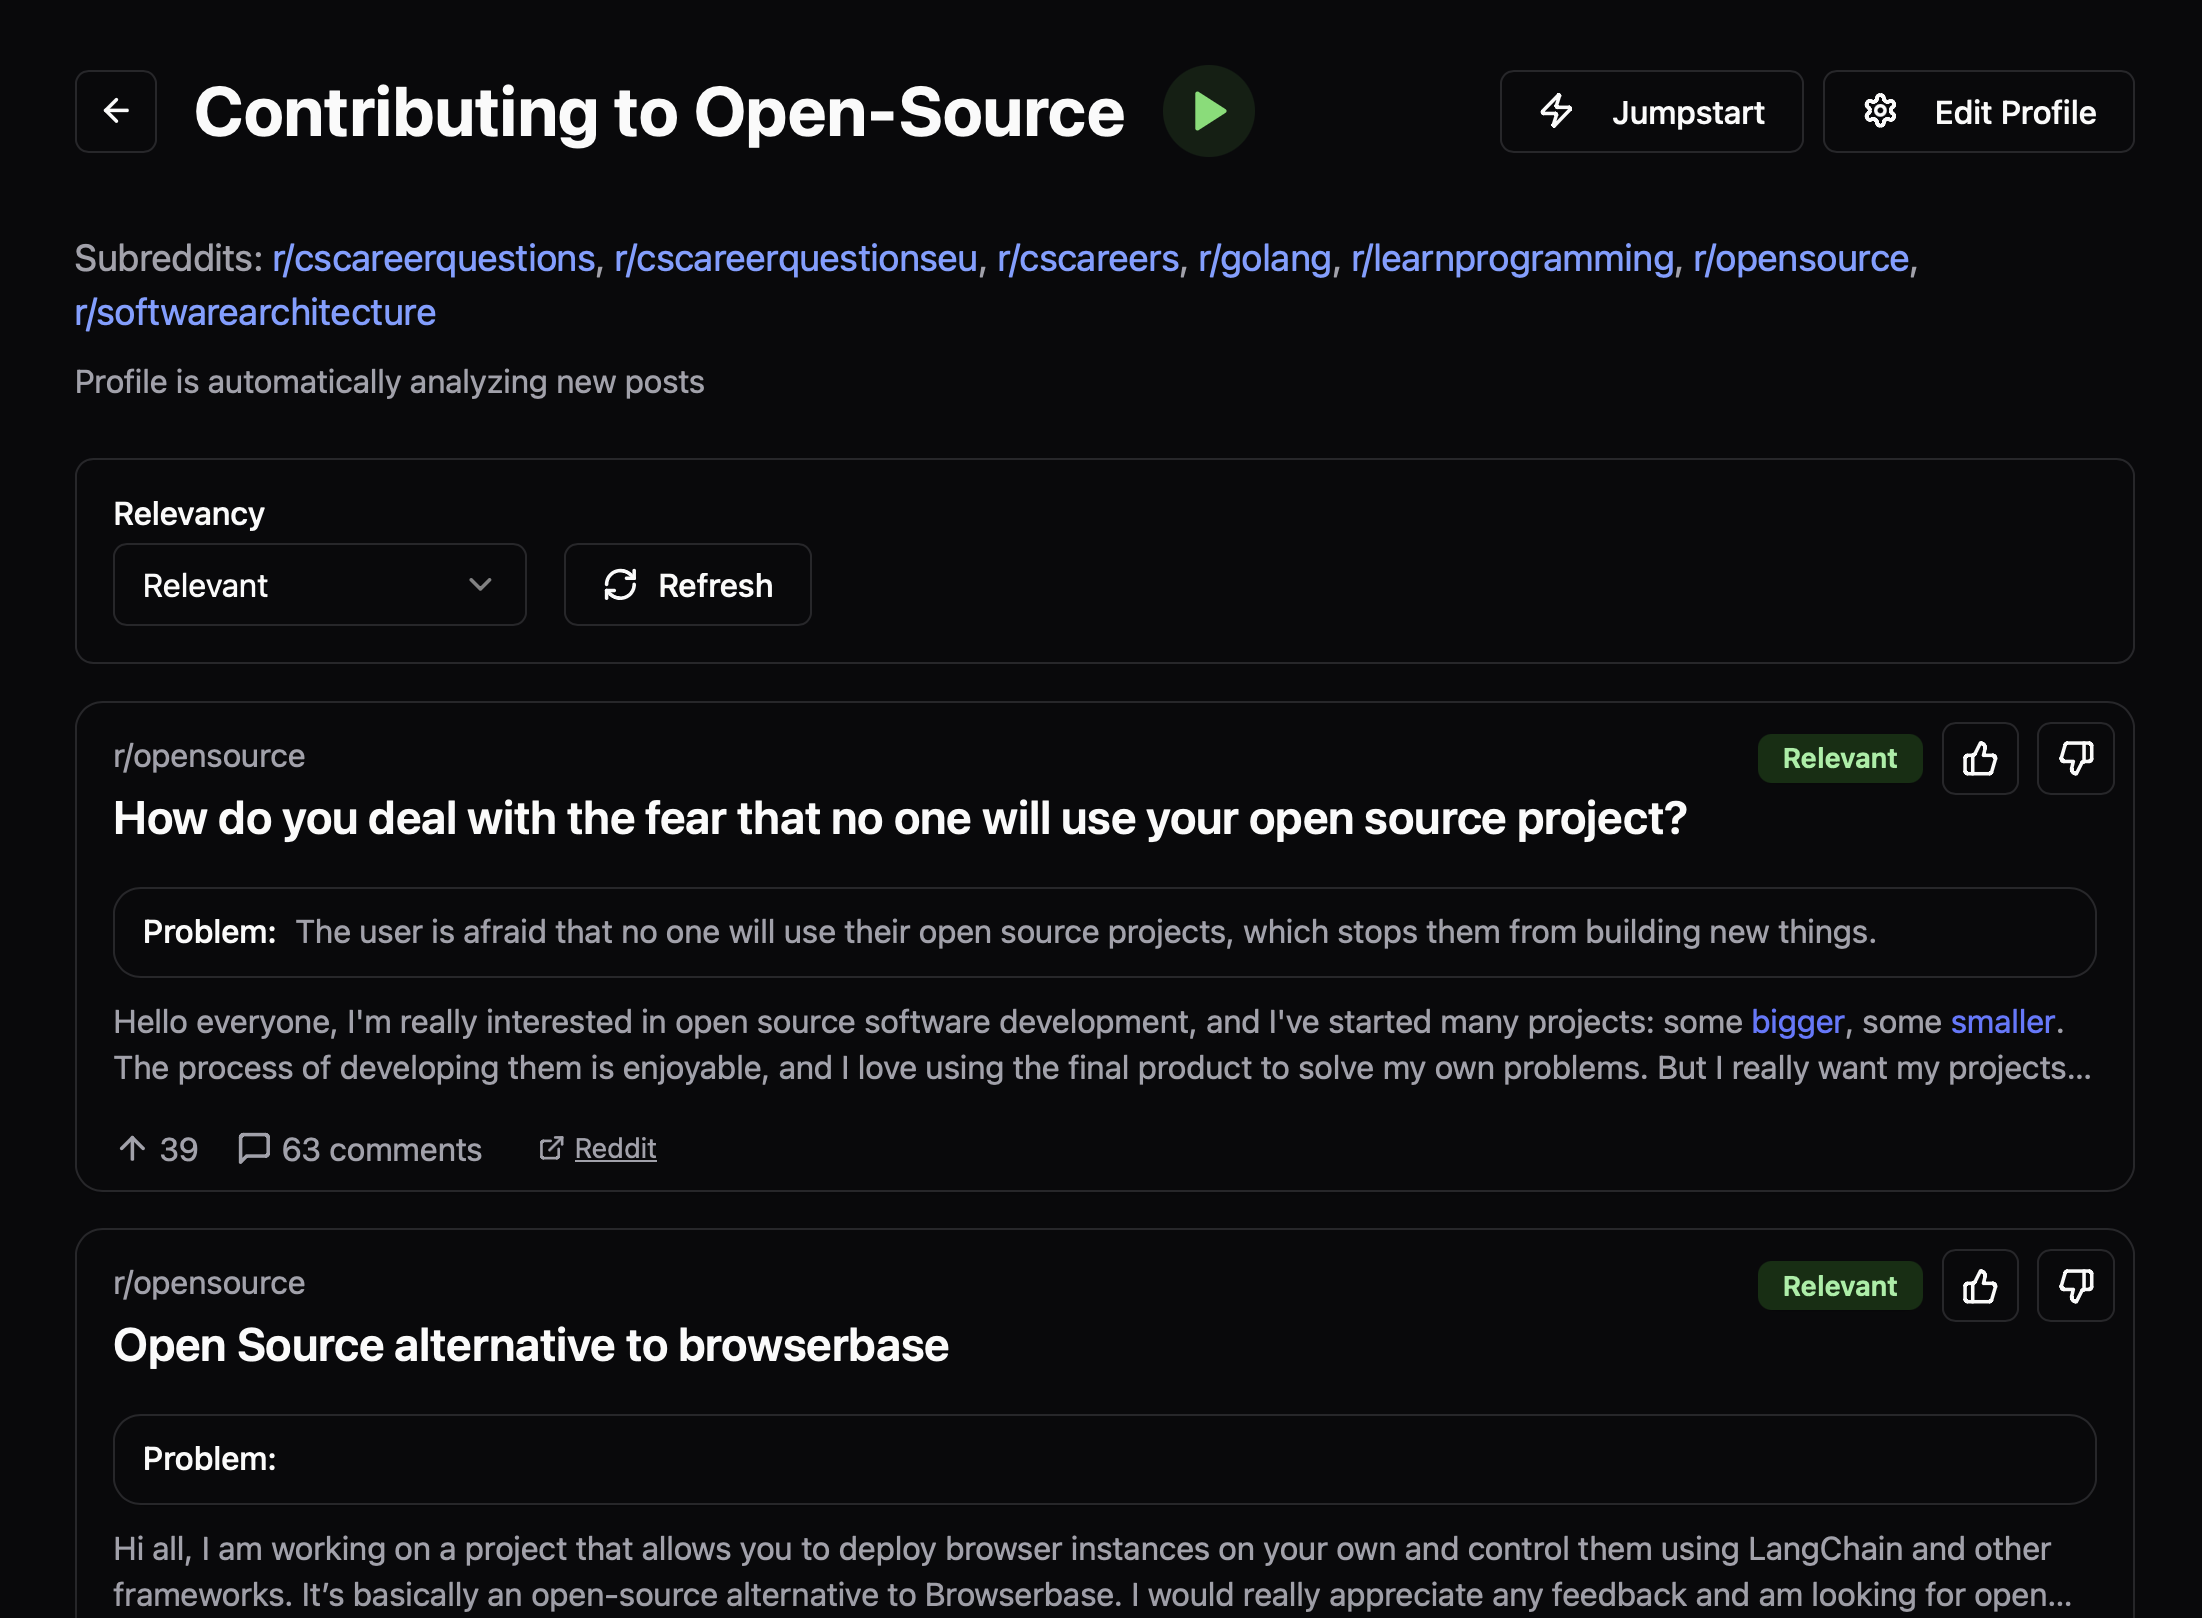 Contributing to Open-Source
Jumpstart
Edit Profile
Subreddits: r/cscareerquestions, r/cscareerquestionseu, r/cscareers, r/golang, r/learnprogramming, r/opensource,
r/softwarearchitecture
Profile is automatically analyzing new posts
Relevancy
Relevant
Refresh
r/opensource
Relevant
How do you deal with the fear that no one will use your open source project?
Problem: The user is afraid that no one will use their open source projects, which stops them from building new things.
Hello everyone, I'm really interested in open source software development, and I've started many projects: some bigger, some smaller.
The process of developing them is enjoyable, and I love using the final product to solve my own problems. But I really want my projects...
39
63 comments
Reddit
r/opensource
Relevant
Open Source alternative to browserbase
Problem:
Hi all, I am working on a project that allows you to deploy browser instances on your own and control them using LangChain and other
frameworks. It’s basically an open-source alternative to Browserbase. I would really appreciate any feedback and am looking for open...